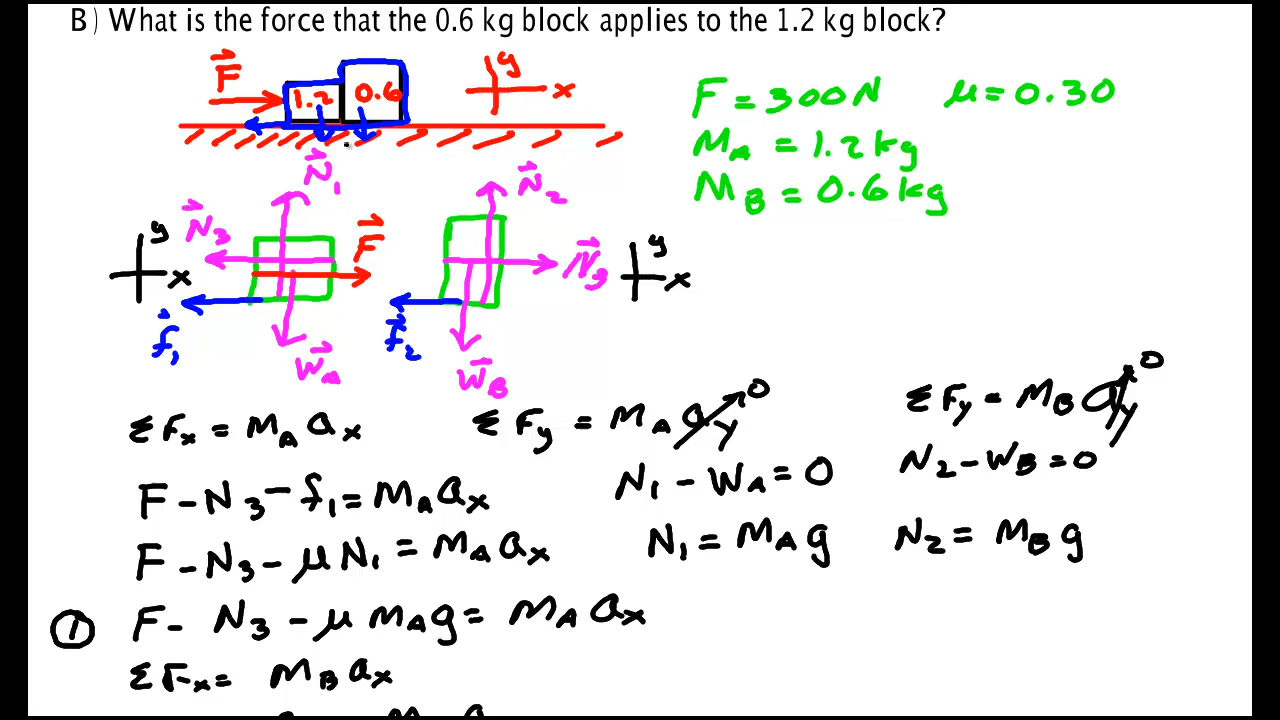 B) What is the force that the 0.6 kg block applies to the 1.2 kg block?
F
1.2 0.6
y
x
F = 300N μ = 0.30
MA = 1.2 kg
MB = 0.6 kg
N1
N3
F
y
x
f1
WA
N2
N3
f2
WB
y
x
ΣFx = MA ax
ΣFy = MA ay 0
ΣFy = MB ay 0
F - N3 - f1 = MA ax
N1 - WA = 0
N2 - WB = 0
F - N3 - μN1 = MA ax
N1 = MA g
N2 = MB g
① F - N3 - μ MA g = MA ax
ΣFx = MB ax